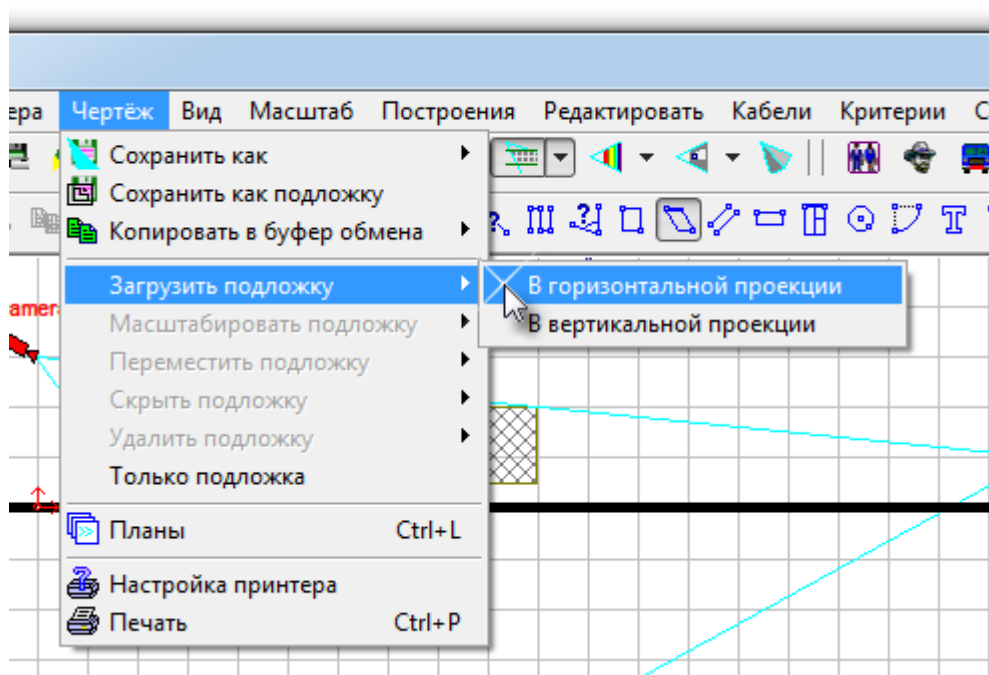 ера Чертёж Вид Масштаб Построения Редактировать Кабели Критерии С
Сохранить как
Сохранить как подложку
Копировать в буфер обмена
Загрузить подложку
В горизонтальной проекции
Масштабировать подложку
В вертикальной проекции
Переместить подложку
Скрыть подложку
Удалить подложку
Только подложка
Планы Ctrl+L
Настройка принтера
Печать Ctrl+P
amer